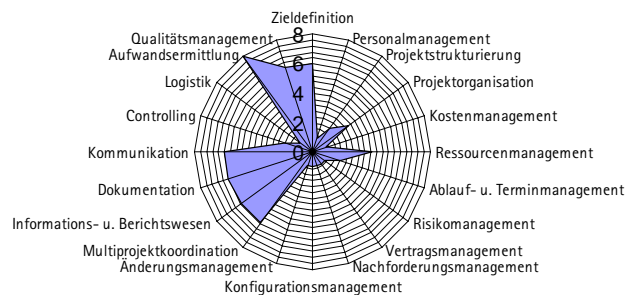 Zieldefinition
8
Qualitätsmanagement
Personalmanagement
Aufwandsermittlung
Projektstrukturierung
6
Logistik
Projektorganisation
4
Controlling
Kostenmanagement
2
Kommunikation
0
Ressourcenmanagement
Dokumentation
Ablauf- u. Terminmanagement
Informations- u. Berichtswesen
Risikomanagement
Multiprojektkoordination
Vertragsmanagement
Änderungsmanagement
Nachforderungsmanagement
Konfigurationsmanagement